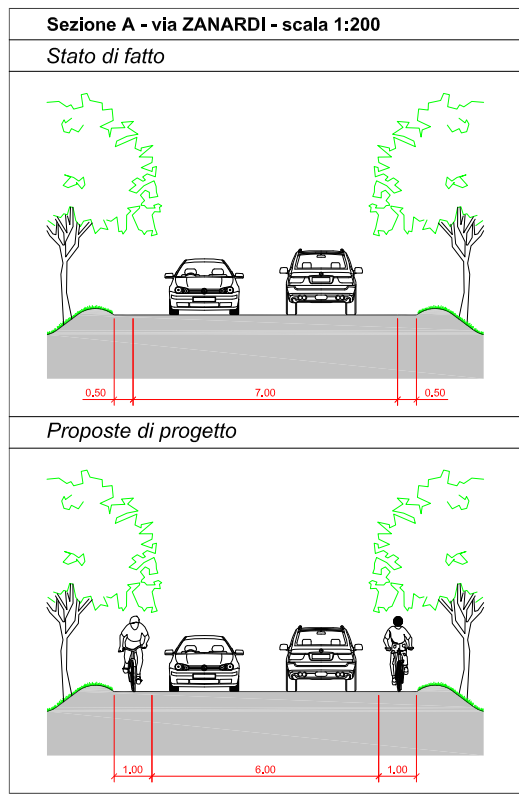 Sezione A - via ZANARDI - scala 1:200
Stato di fatto
0.50 7.00 0.50
Proposte di progetto
1.00 6.00 1.00